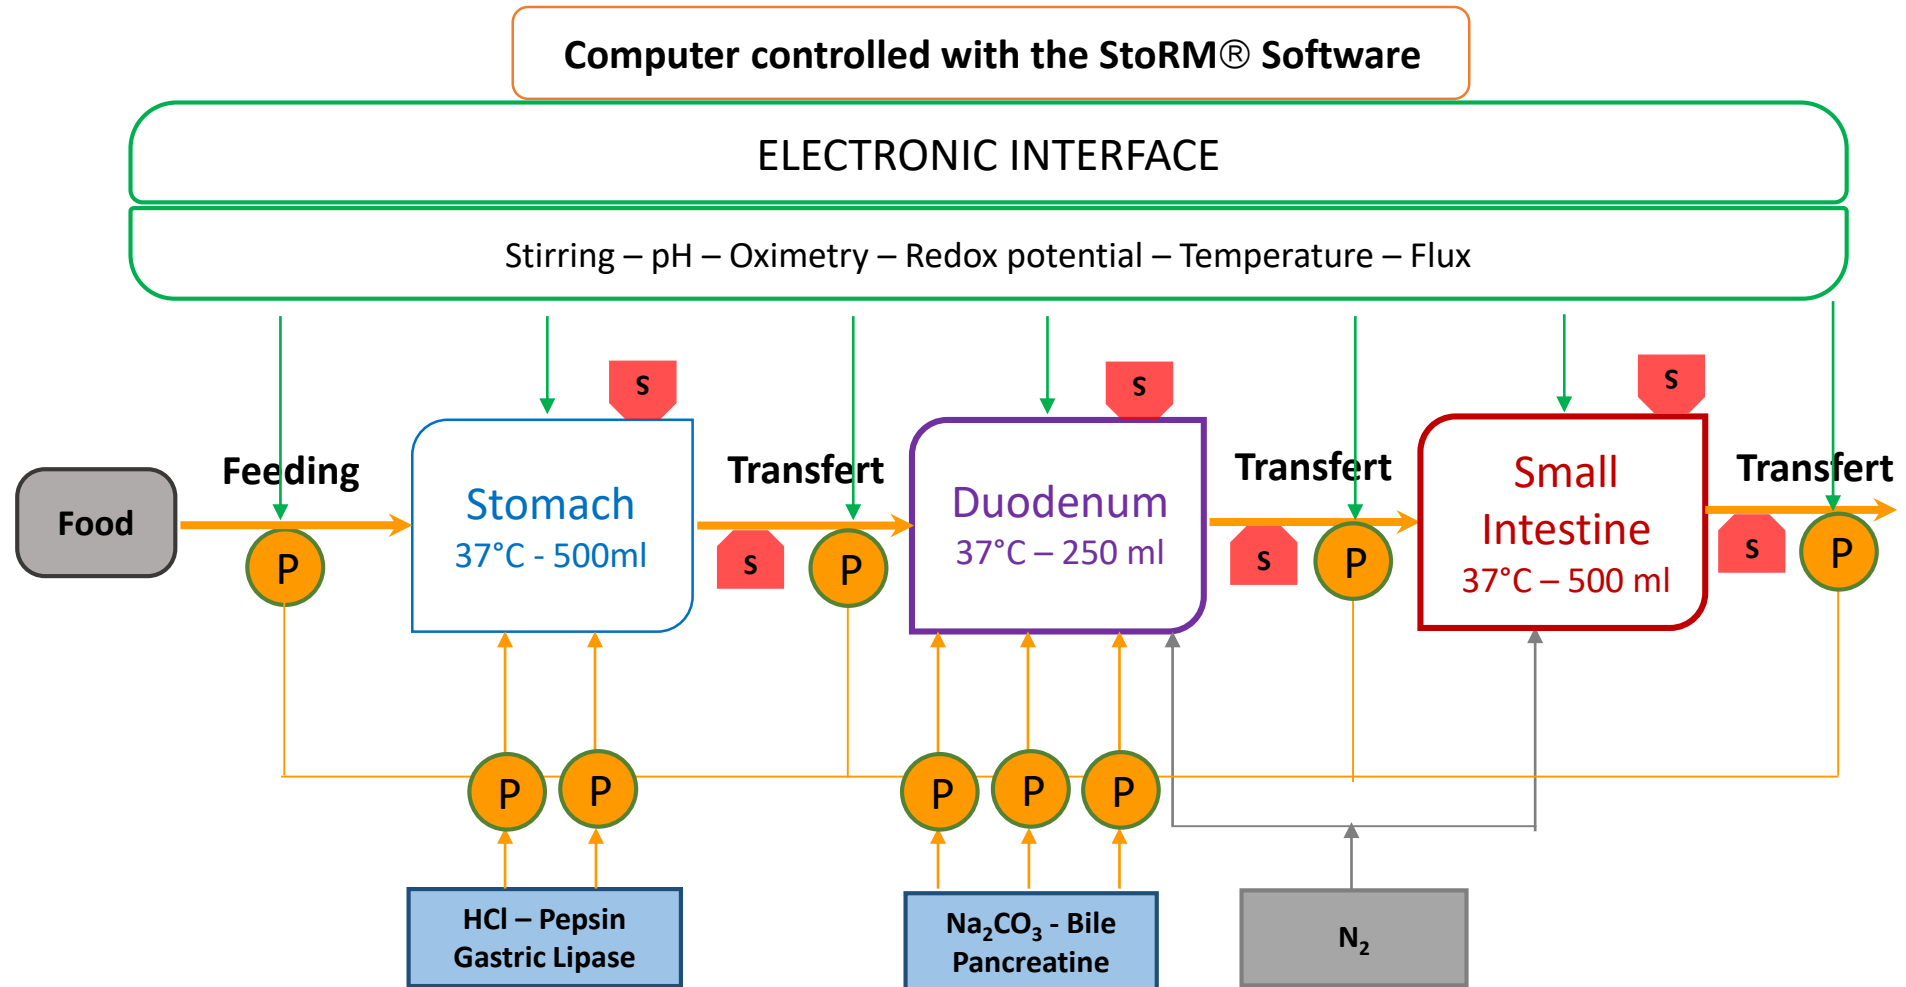 Computer controlled with the StoRM® Software
ELECTRONIC INTERFACE
Stirring – pH – Oximetry – Redox potential – Temperature – Flux
S
S
S
Feeding
Transfert
Transfert
Transfert
Food
Stomach
37°C - 500ml
Duodenum
37°C – 250 ml
Small
Intestine
37°C – 500 ml
P
S
P
S
P
S
P
P
P
P
P
P
HCl – Pepsin
Gastric Lipase
Na₂CO₃ - Bile
Pancreatine
N₂